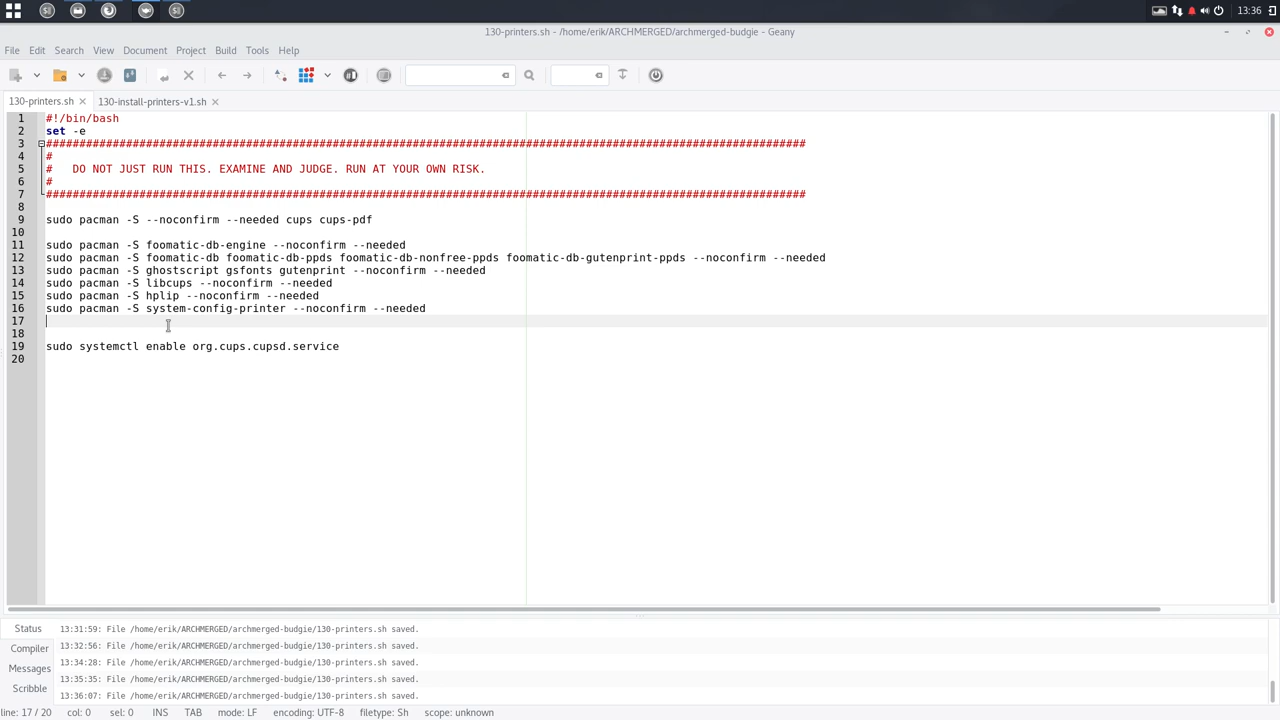 13:36
130-printers.sh - /home/erik/ARCHMERGED/archmerged-budgie - Geany
File Edit Search View Document Project Build Tools Help
130-printers.sh 130-install-printers-v1.sh
1 #!/bin/bash
2 set -e
3 ##################################################################################################################
4 #
5 #   DO NOT JUST RUN THIS. EXAMINE AND JUDGE. RUN AT YOUR OWN RISK.
6 #
7 ##################################################################################################################
8
9 sudo pacman -S --noconfirm --needed cups cups-pdf
10
11 sudo pacman -S foomatic-db-engine --noconfirm --needed
12 sudo pacman -S foomatic-db foomatic-db-ppds foomatic-db-nonfree-ppds foomatic-db-gutenprint-ppds --noconfirm --needed
13 sudo pacman -S ghostscript gsfonts gutenprint --noconfirm --needed
14 sudo pacman -S libcups --noconfirm --needed
15 sudo pacman -S hplip --noconfirm --needed
16 sudo pacman -S system-config-printer --noconfirm --needed
17
18
19 sudo systemctl enable org.cups.cupsd.service
20
Status
Compiler
Messages
Scribble
13:31:59: File /home/erik/ARCHMERGED/archmerged-budgie/130-printers.sh saved.
13:32:56: File /home/erik/ARCHMERGED/archmerged-budgie/130-printers.sh saved.
13:34:28: File /home/erik/ARCHMERGED/archmerged-budgie/130-printers.sh saved.
13:35:35: File /home/erik/ARCHMERGED/archmerged-budgie/130-printers.sh saved.
13:36:07: File /home/erik/ARCHMERGED/archmerged-budgie/130-printers.sh saved.
line: 17 / 20 col: 0 sel: 0 INS TAB mode: LF encoding: UTF-8 filetype: Sh scope: unknown